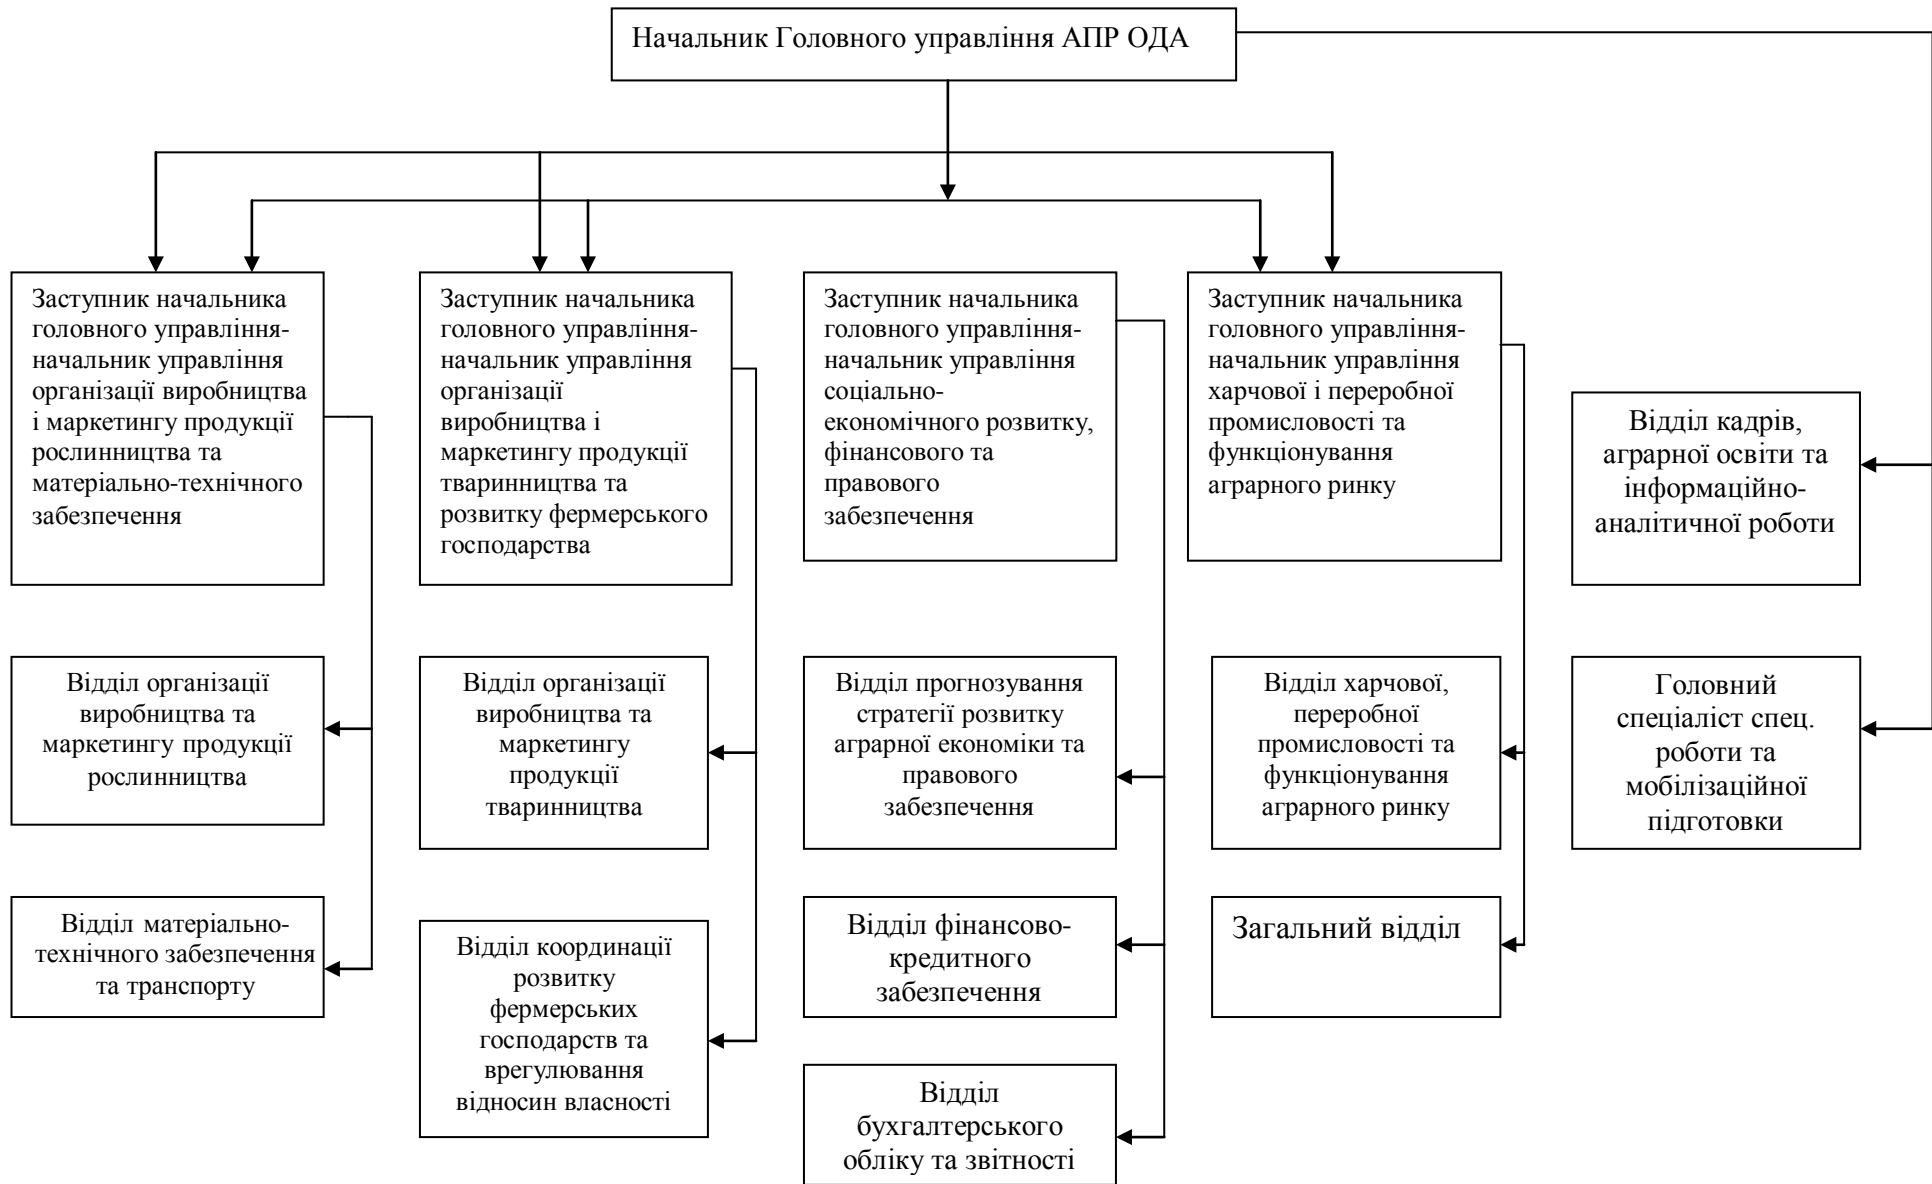 Начальник Головного управління АПР ОДА
Заступник начальника
головного управління-
начальник управління
організації виробництва
і маркетингу продукції
рослинництва та
матеріально-технічного
забезпечення
Заступник начальника
головного управління-
начальник управління
організації
виробництва і
маркетингу продукції
тваринництва та
розвитку фермерського
господарства
Заступник начальника
головного управління-
начальник управління
соціально-
економічного розвитку,
фінансового та
правового
забезпечення
Заступник начальника
головного управління-
начальник управління
харчової і переробної
промисловості та
функціонування
аграрного ринку
Відділ кадрів,
аграрної освіти та
інформаційно-
аналітичної роботи
Відділ організації
виробництва та
маркетингу продукції
рослинництва
Відділ організації
виробництва та
маркетингу
продукції
тваринництва
Відділ прогнозування
стратегії розвитку
аграрної економіки та
правового
забезпечення
Відділ харчової,
переробної
промисловості та
функціонування
аграрного ринку
Головний
спеціаліст спец.
роботи та
мобілізаційної
підготовки
Відділ матеріально-
технічного забезпечення
та транспорту
Відділ координації
розвитку
фермерських
господарств та
врегулювання
відносин власності
Відділ фінансово-
кредитного
забезпечення
Загальний відділ
Відділ
бухгалтерського
обліку та звітності